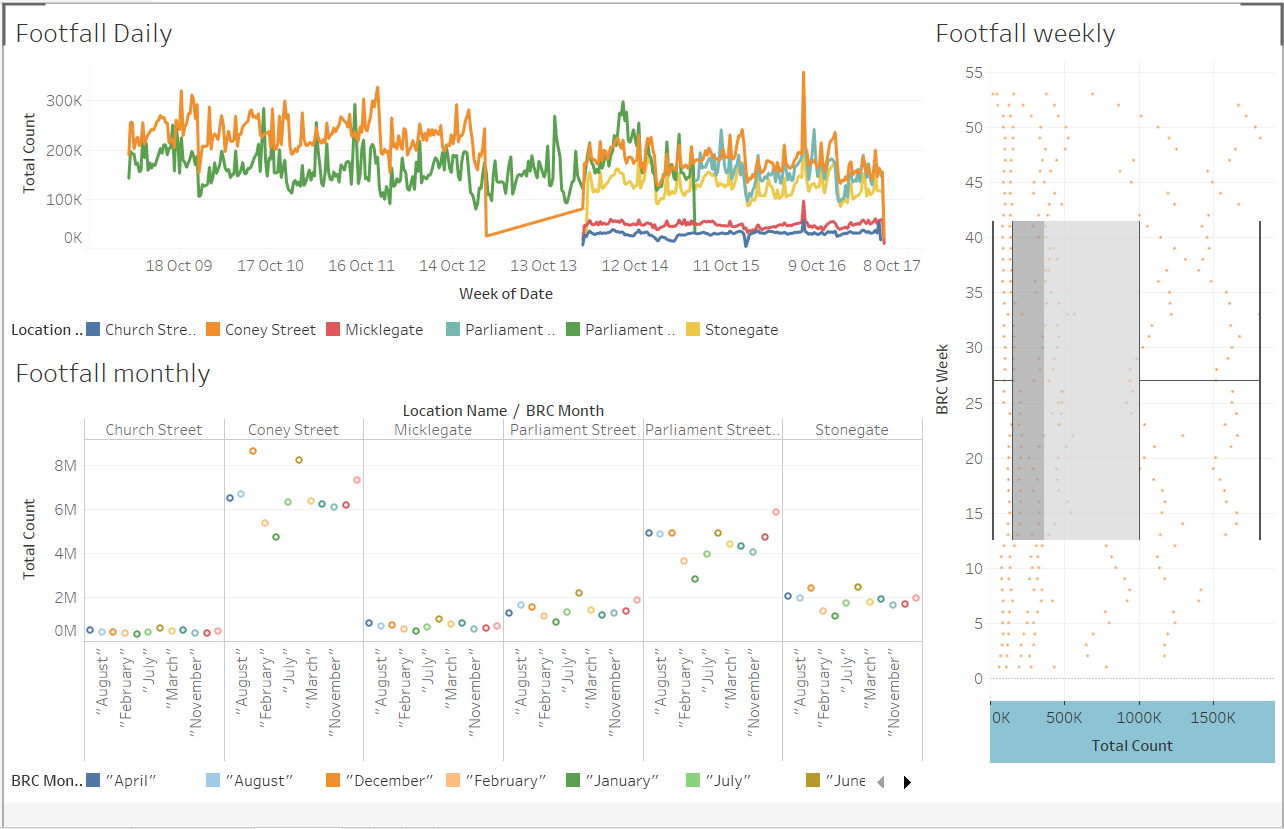 Footfall Daily
Total Count
300K
200K
100K
0K
18 Oct 09 17 Oct 10 16 Oct 11 14 Oct 12 13 Oct 13 12 Oct 14 11 Oct 15 9 Oct 16 8 Oct 17
Week of Date
Location .. Church Stre.. Coney Street Micklegate Parliament .. Parliament .. Stonegate
Footfall monthly
Location Name / BRC Month
Church Street Coney Street Micklegate Parliament Street Parliament Street.. Stonegate
Total Count
8M
6M
4M
2M
0M
"August" "February" "July" "March" "November" "August" "February" "July" "March" "November" "August" "February" "July" "March" "November" "August" "February" "July" "March" "November" "August" "February" "July" "March" "November" "August" "February" "July" "March" "November"
BRC Mon.. "April" "August" "December" "February" "January" "July" "June
Footfall weekly
BRC Week
55
50
45
40
35
30
25
20
15
10
5
0
0K 500K 1000K 1500K
Total Count